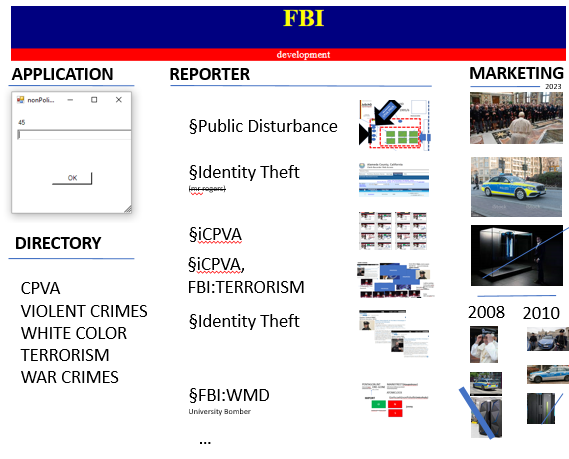 FBI
development
APPLICATION
REPORTER
MARKETING
2023
nonPoli...
45
OK
§Public Disturbance
§Identity Theft
(mr rogers)
§iCPVA
§iCPVA,
FBI:TERRORISM
§Identity Theft
§FBI:WMD
University Bomber
...
DIRECTORY
CPVA
VIOLENT CRIMES
WHITE COLOR
TERRORISM
WAR CRIMES
2008
2010